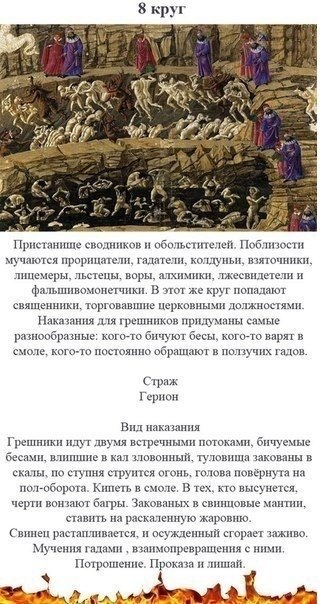 8 круг
Пристанище сводников и обольстителей. Поблизости
мучаются прорицатели, гадатели, колдуньи, взяточники,
лицемеры, льстецы, воры, алхимики, лжесвидетели и
фальшивомонетчики. В этот же круг попадают
священники, торговавшие церковными должностями.
Наказания для грешников придуманы самые
разнообразные: кого-то бичуют бесы, кого-то варят в
смоле, кого-то постоянно обращают в ползучих гадов.
Страж
Герион
Вид наказания
Грешники идут двумя встречными потоками, бичуемые
бесами, влипшие в кал зловонный, туловища закованы в
скалы, по ступня струится огонь, голова повёрнута на
пол-оборота. Кипеть в смоле. В тех, кто высунется,
черти вонзают багры. Закованых в свинцовые мантии,
ставить на раскаленную жаровню.
Свинец растапливается, и осужденный сгорает заживо.
Мучения гадами , взаимопревращения с ними.
Потрошение. Проказа и лишай.